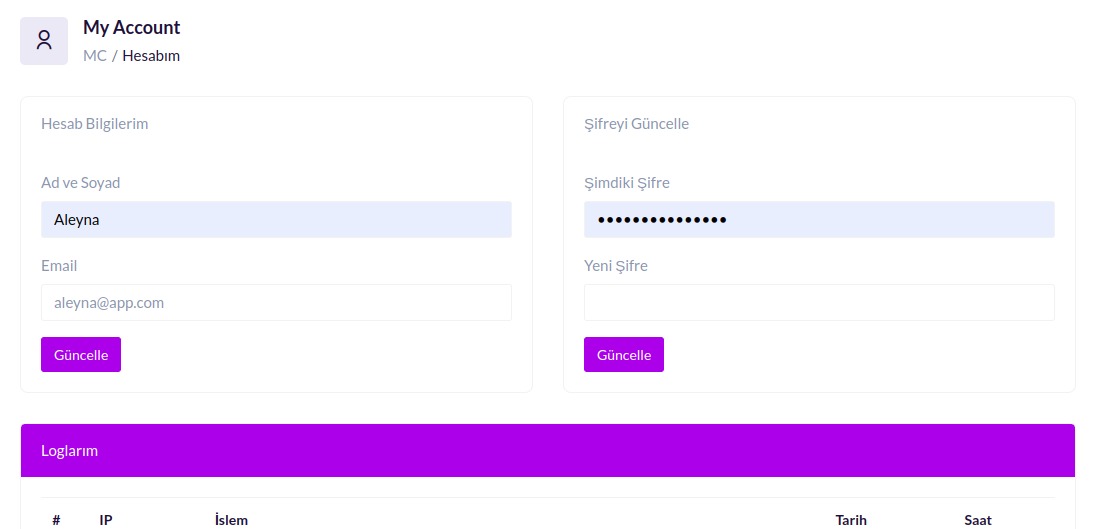 My Account
MC / Hesabım
Hesab Bilgilerim
Ad ve Soyad
Aleyna
Email
aleyna@app.com
Güncelle
Şifreyi Güncelle
Şimdiki Şifre
•••••••••••••••
Yeni Şifre
Güncelle
Loglarım
# IP İslem Tarih Saat